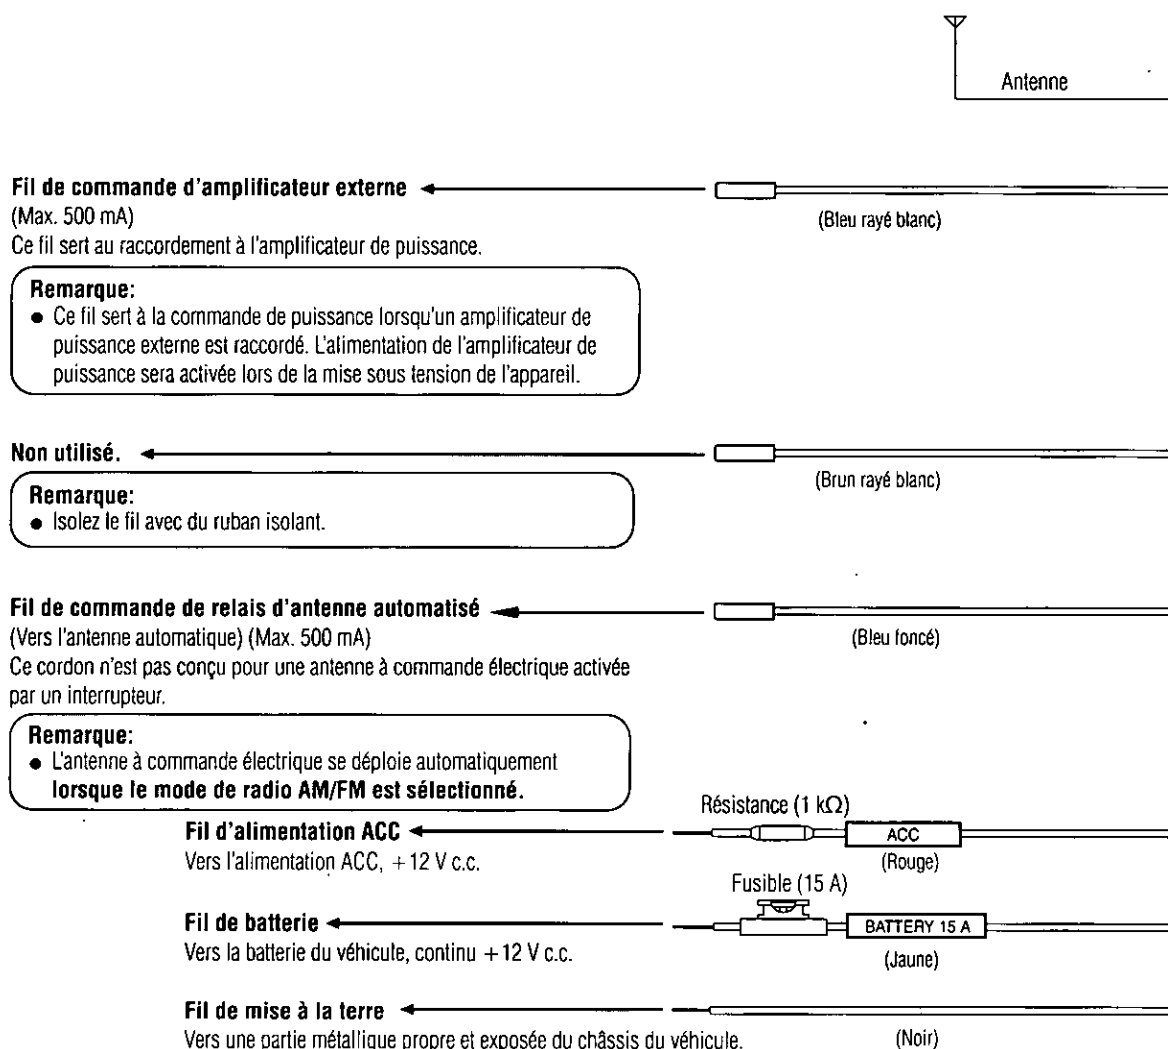 Antenne
Fil de commande d'amplificateur externe
(Max. 500 mA)
(Bleu rayé blanc)
Ce fil sert au raccordement à l'amplificateur de puissance.
Remarque:
● Ce fil sert à la commande de puissance lorsqu'un amplificateur de
puissance externe est raccordé. L'alimentation de l'amplificateur de
puissance sera activée lors de la mise sous tension de l'appareil.
Non utilisé.
(Brun rayé blanc)
Remarque:
● Isolez le fil avec du ruban isolant.
Fil de commande de relais d'antenne automatisé
(Vers l'antenne automatique) (Max. 500 mA)
(Bleu foncé)
Ce cordon n'est pas conçu pour une antenne à commande électrique activée
par un interrupteur.
Remarque:
● L'antenne à commande électrique se déploie automatiquement
lorsque le mode de radio AM/FM est sélectionné.
Résistance (1 kΩ)
Fil d'alimentation ACC
ACC
Vers l'alimentation ACC, +12 V c.c.
(Rouge)
Fusible (15 A)
Fil de batterie
BATTERY 15 A
Vers la batterie du véhicule, continu +12 V c.c.
(Jaune)
Fil de mise à la terre
Vers une partie métallique propre et exposée du châssis du véhicule.
(Noir)